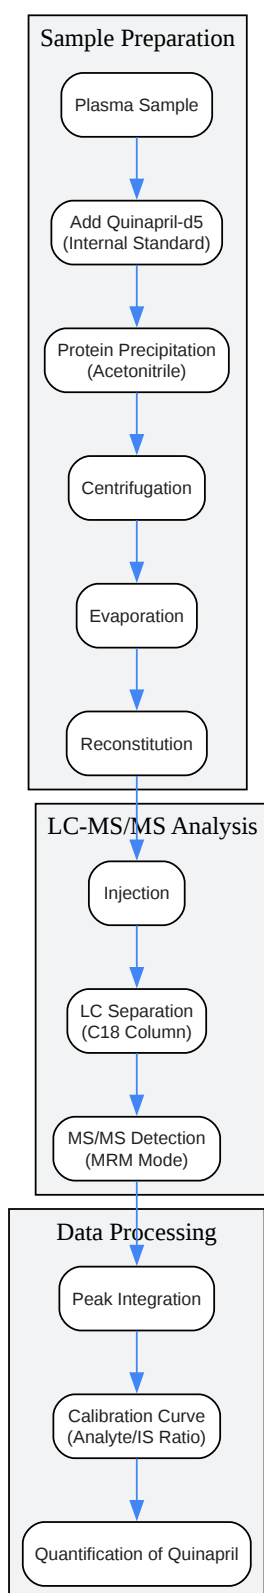 Sample Preparation
Plasma Sample
Add Quinapril-d5
(Internal Standard)
Protein Precipitation
(Acetonitrile)
Centrifugation
Evaporation
Reconstitution
LC-MS/MS Analysis
Injection
LC Separation
(C18 Column)
MS/MS Detection
(MRM Mode)
Data Processing
Peak Integration
Calibration Curve
(Analyte/IS Ratio)
Quantification of Quinapril